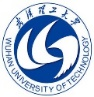 武汉理工大学
WUHAN UNIVERSITY OF TECHNOLOGY